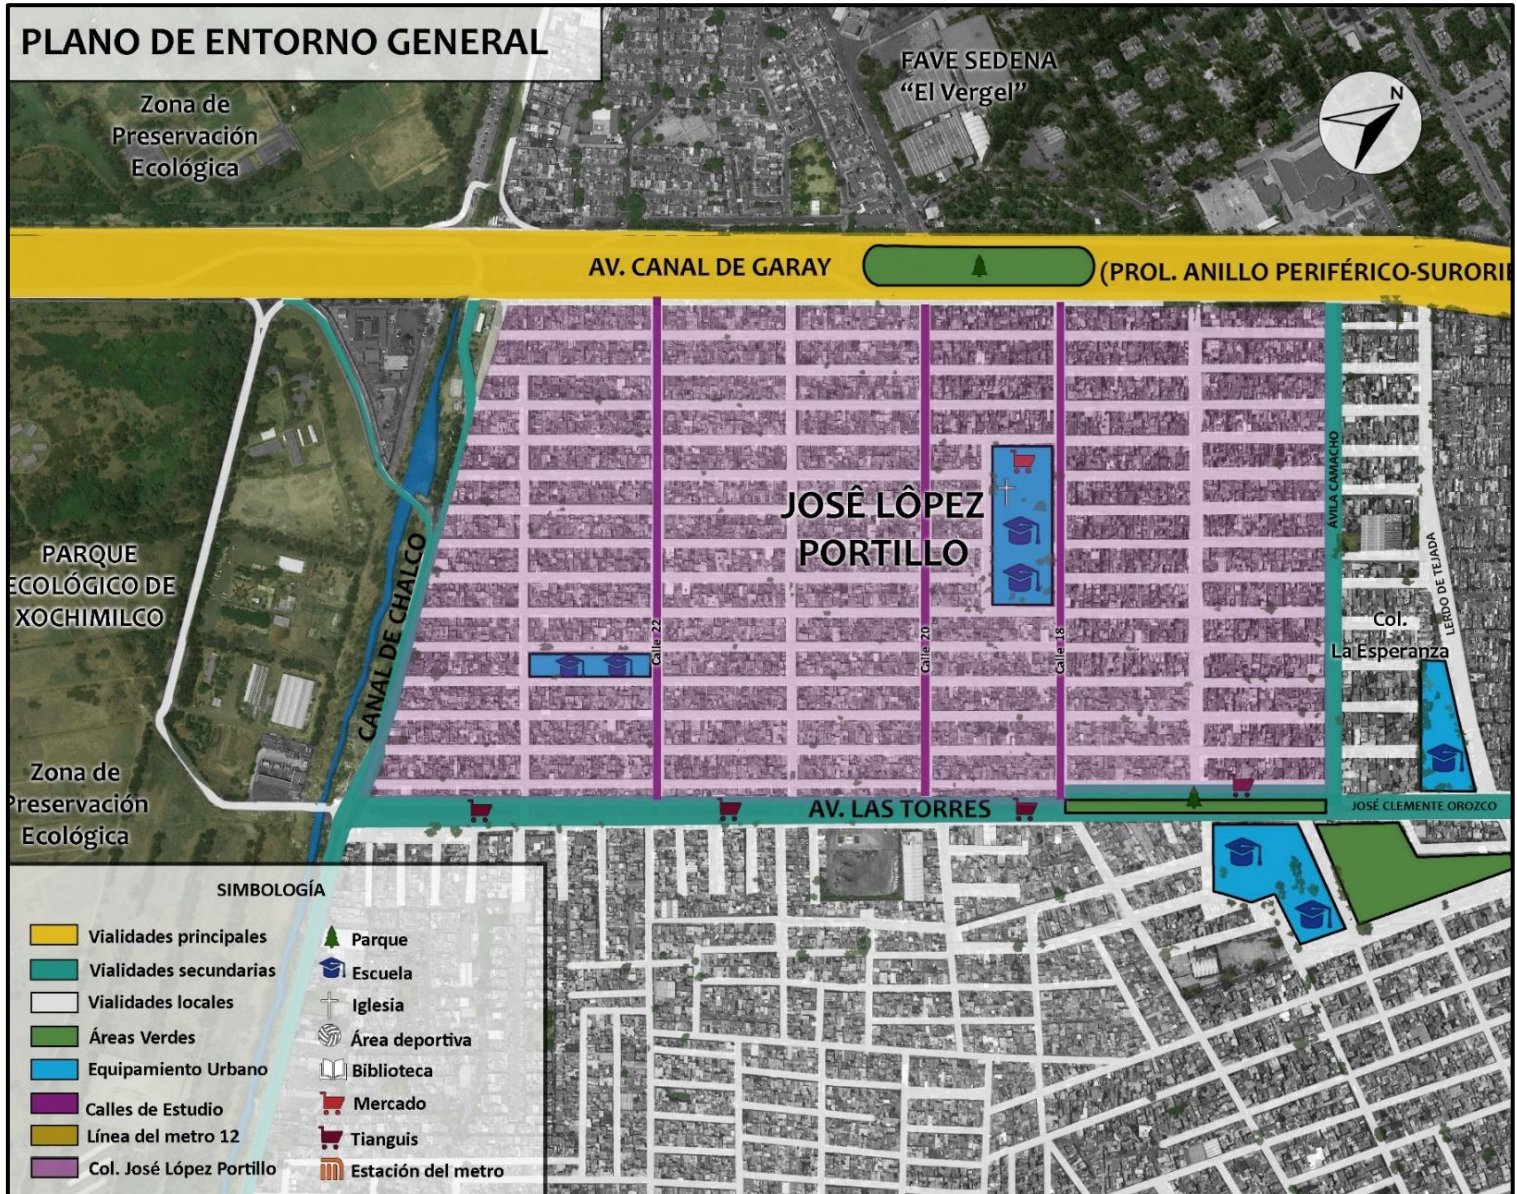 PLANO DE ENTORNO GENERAL
Zona de
Preservación
Ecológica
FAVE SEDENA
"El Vergel"
N
AV. CANAL DE GARAY
(PROL. ANILLO PERIFÉRICO-SURORIE
JOSÊ LÔPEZ
PORTILLO
ÁVILA CAMACHO
LERDO DE TEJADA
PARQUE
ECOLÓGICO DE
XOCHIMILCO
CANAL DE CHALCO
Calle 22
Calle 20
Calle 18
Col.
La Esperanza
Zona de
Preservación
Ecológica
AV. LAS TORRES
JOSÉ CLEMENTE OROZCO
SIMBOLOGÍA
Vialidades principales
Vialidades secundarias
Vialidades locales
Áreas Verdes
Equipamiento Urbano
Calles de Estudio
Línea del metro 12
Col. José López Portillo
Parque
Escuela
Iglesia
Área deportiva
Biblioteca
Mercado
Tianguis
Estación del metro